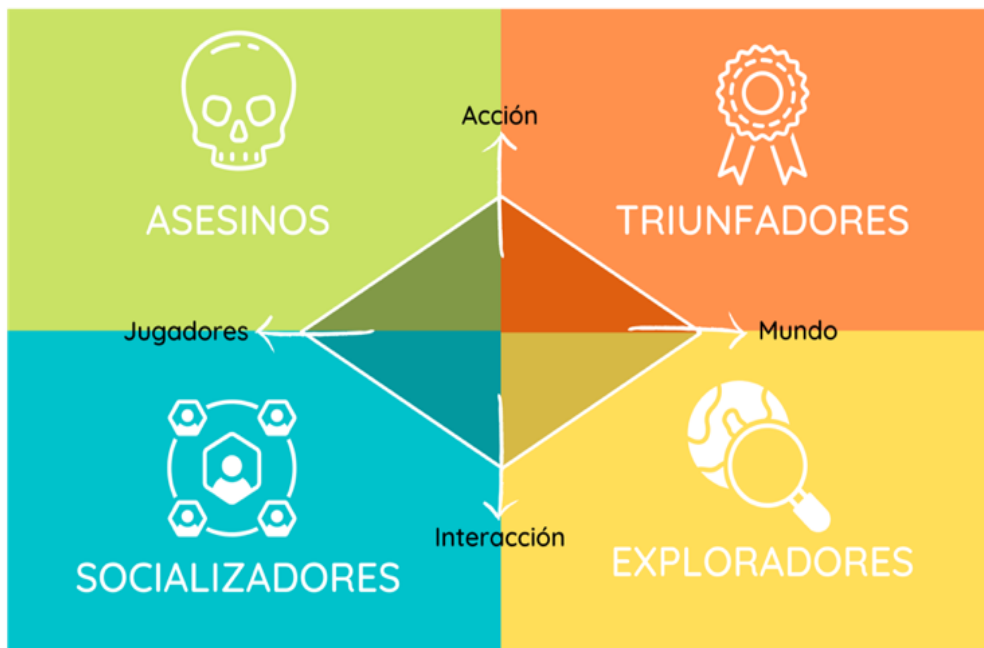 Acción
ASESINOS
TRIUNFADORES
Jugadores
Mundo
Interacción
SOCIALIZADORES
EXPLORADORES